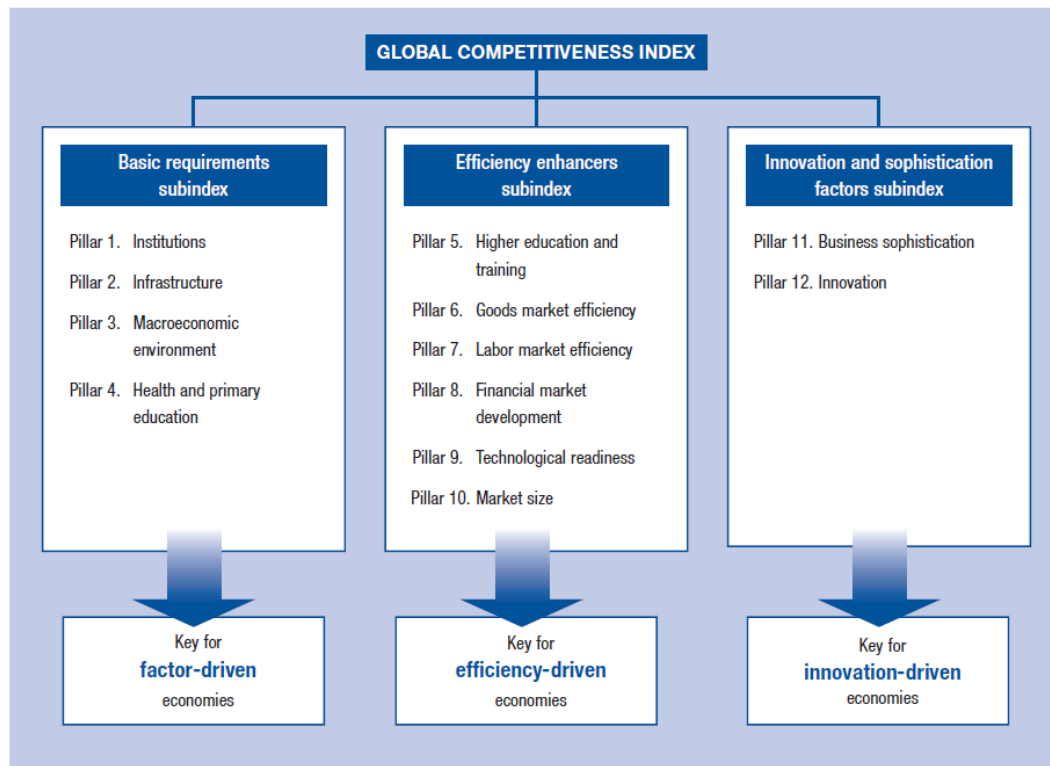 GLOBAL COMPETITIVENESS INDEX
Basic requirements
subindex
Pillar 1. Institutions
Pillar 2. Infrastructure
Pillar 3. Macroeconomic
environment
Pillar 4. Health and primary
education
Key for
factor-driven
economies
Efficiency enhancers
subindex
Pillar 5. Higher education and
training
Pillar 6. Goods market efficiency
Pillar 7. Labor market efficiency
Pillar 8. Financial market
development
Pillar 9. Technological readiness
Pillar 10. Market size
Key for
efficiency-driven
economies
Innovation and sophistication
factors subindex
Pillar 11. Business sophistication
Pillar 12. Innovation
Key for
innovation-driven
economies